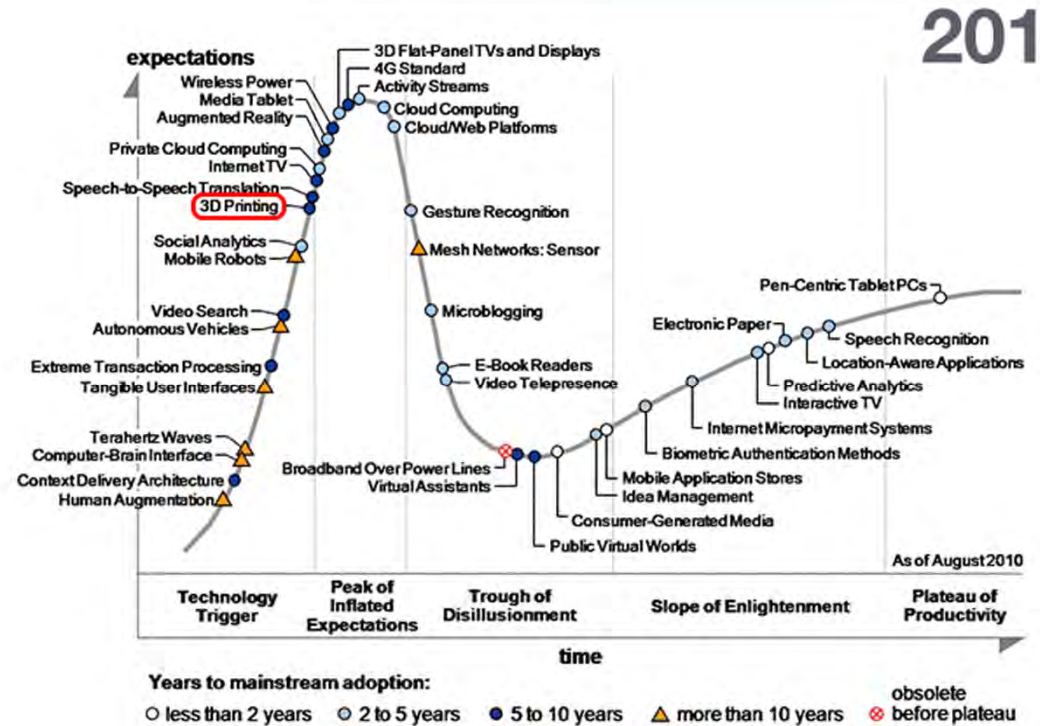 201
expectations
3D Flat-Panel TVs and Displays
4G Standard
Activity Streams
Wireless Power
Media Tablet
Augmented Reality
Cloud Computing
Cloud/Web Platforms
Private Cloud Computing
Internet TV
Speech-to-Speech Translation
3D Printing
Gesture Recognition
Social Analytics
Mobile Robots
Mesh Networks: Sensor
Video Search
Autonomous Vehicles
Microblogging
Extreme Transaction Processing
Tangible User Interfaces
E-Book Readers
Video Telepresence
Terahertz Waves
Computer-Brain Interface
Context Delivery Architecture
Human Augmentation
Broadband Over Power Lines
Virtual Assistants
Public Virtual Worlds
Consumer-Generated Media
Idea Management
Mobile Application Stores
Biometric Authentication Methods
Internet Micropayment Systems
Interactive TV
Predictive Analytics
Electronic Paper
Location-Aware Applications
Speech Recognition
Pen-Centric Tablet PCs
As of August 2010
Technology
Trigger
Peak of
Inflated
Expectations
Trough of
Disillusionment
Slope of Enlightenment
Plateau of
Productivity
time
Years to mainstream adoption:
less than 2 years
2 to 5 years
5 to 10 years
more than 10 years
obsolete
before plateau